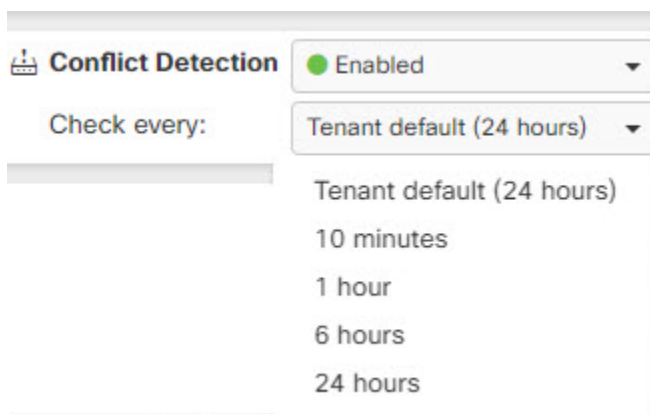 Conflict Detection Enabled
Check every: Tenant default (24 hours)
Tenant default (24 hours)
10 minutes
1 hour
6 hours
24 hours